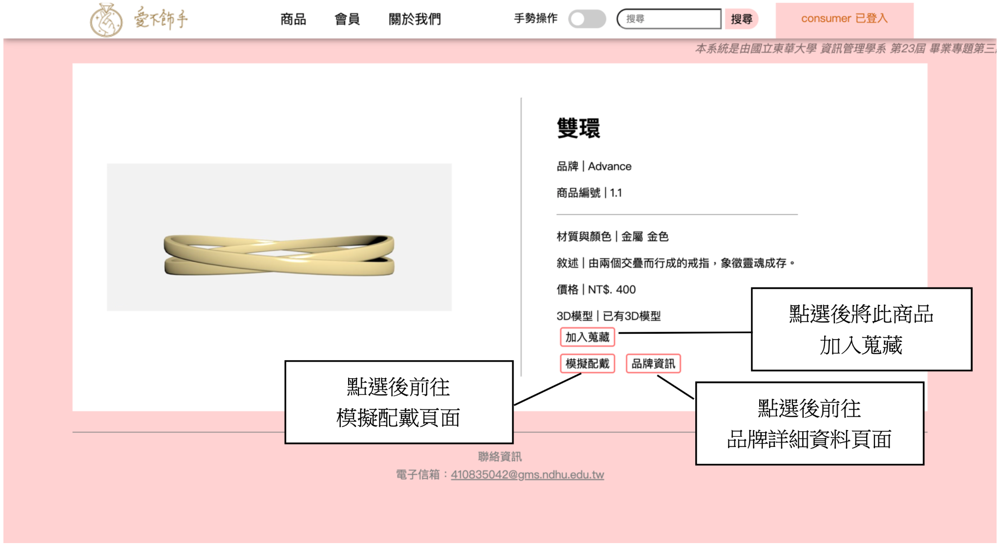 愛不飾手
商品 會員 關於我們 手勢操作 搜尋 搜尋 consumer 已登入
本系統是由國立東華大學 資訊管理學系 第23屆 畢業專題第三
雙環
品牌 | Advance
商品編號 | 1.1
材質與顏色 | 金屬 金色
敘述 | 由兩個交疊而行成的戒指，象徵靈魂成存。
價格 | NT$. 400
3D模型 | 已有3D模型
加入蒐藏
模擬配戴 品牌資訊
點選後將此商品
加入蒐藏
點選後前往
模擬配戴頁面
點選後前往
品牌詳細資料頁面
聯絡資訊
電子信箱：410835042@gms.ndhu.edu.tw